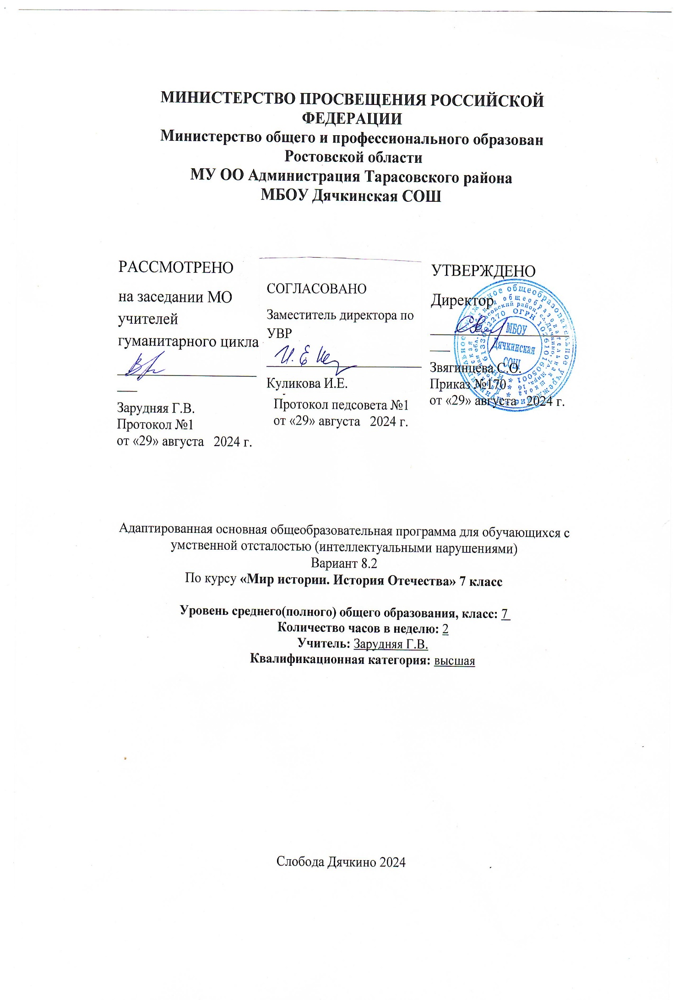 МИНИСТЕРСТВО ПРОСВЕЩЕНИЯ РОССИЙСКОЙ
ФЕДЕРАЦИИ
Министерство общего и профессионального образован
Ростовской области
МУ ОО Администрация Тарасовского района
МБОУ Дячкинская СОШ
РАССМОТРЕНО
на заседании МО
учителей
гуманитарного цикла
Зарудняя Г.В.
Протокол №1
от «29» августа 2024 г.
СОГЛАСОВАНО
Заместитель директора по
УВР
И. Е
Куликова И.Е.
Протокол педсовета №1
от «29» августа 2024 г.
УТВЕРЖДЕНО
Директор
Звягинцева С.О.
Приказ №170
от «29» августа 2024 г.
МБОУ
Дячкинская
СОШ
Адаптированная основная общеобразовательная программа для обучающихся с
умственной отсталостью (интеллектуальными нарушениями)
Вариант 8.2
По курсу «Мир истории. История Отечества» 7 класс
Уровень среднего(полного) общего образования, класс: 7
Количество часов в неделю: 2
Учитель: Зарудняя Г.В.
Квалификационная категория: высшая
Слобода Дячкино 2024